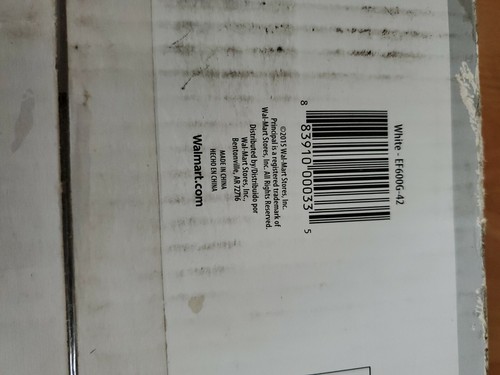 White - EF600G-42
8 83910 00033 5
©2015 Wal-Mart Stores, Inc.
Principal is a registered trademark of
Wal-Mart Stores, Inc. All Rights Reserved.
Distributed by/Distribuido por
Wal-Mart Stores, Inc.,
Bentonville, AR 72716
MADE IN CHINA
HECHO EN CHINA
Walmart.com